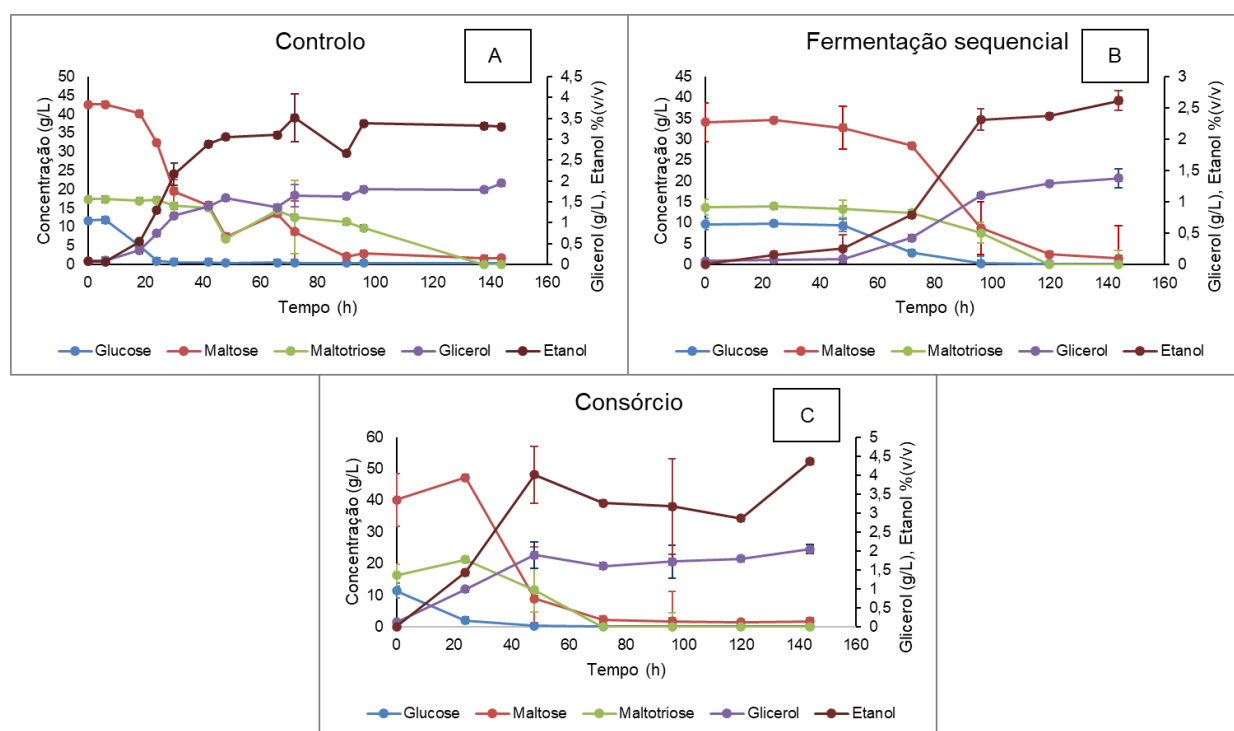 Controlo
A
Concentração (g/L)
50
45
40
35
30
25
20
15
10
5
0
4,5
4
3,5
3
2,5
2
1,5
1
0,5
0
Glicerol (g/L), Etanol %(v/v)
0 20 40 60 80 100 120 140 160
Tempo (h)
Glucose Maltose Maltotriose Glicerol Etanol
Fermentação sequencial
B
Concentração (g/L)
45
40
35
30
25
20
15
10
5
0
3
2,5
2
1,5
1
0,5
0
Glicerol (g/L), Etanol %(v/v)
0 20 40 60 80 100 120 140 160
Tempo (h)
Glucose Maltose Maltotriose Glicerol Etanol
Consórcio
C
Concentração (g/L)
60
50
40
30
20
10
0
5
4,5
4
3,5
3
2,5
2
1,5
1
0,5
0
Glicerol (g/L), Etanol %(v/v)
0 20 40 60 80 100 120 140 160
Tempo (h)
Glucose Maltose Maltotriose Glicerol Etanol